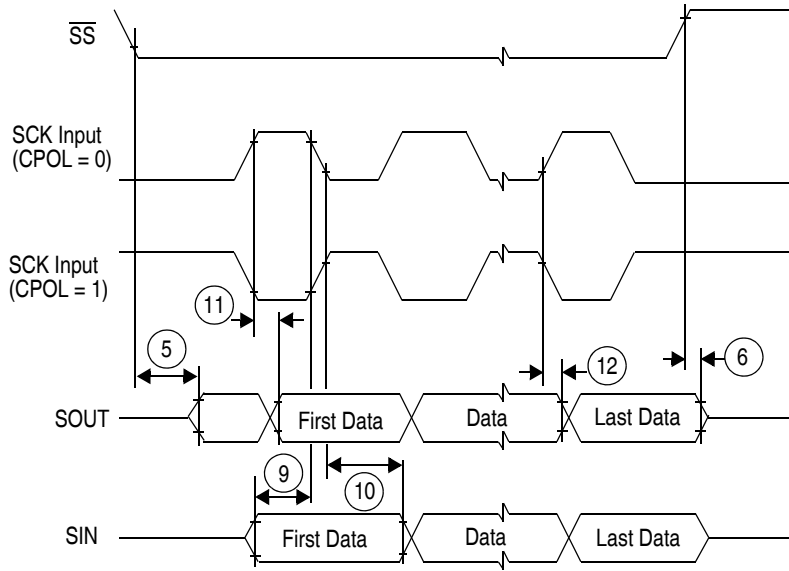 SS
SCK Input
(CPOL = 0)
SCK Input
(CPOL = 1)
11
5
12
6
SOUT
First Data
Data
Last Data
9
10
SIN
First Data
Data
Last Data